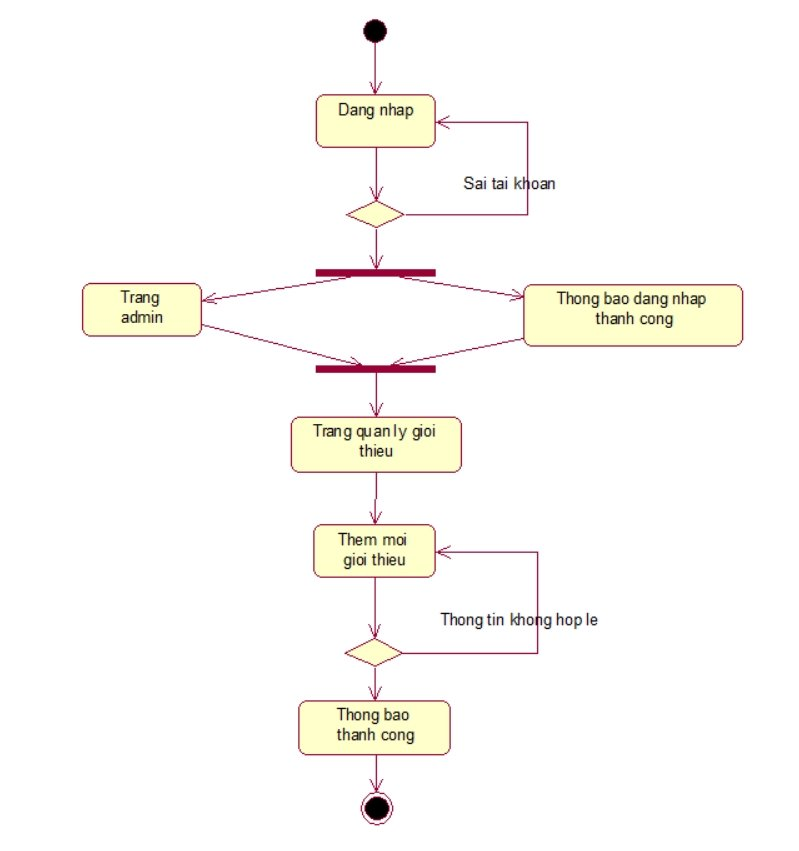 Dang nhap
Sai tai khoan
Trang
admin
Thong bao dang nhap
thanh cong
Trang quan ly gioi
thieu
Them moi
gioi thieu
Thong tin khong hop le
Thong bao
thanh cong